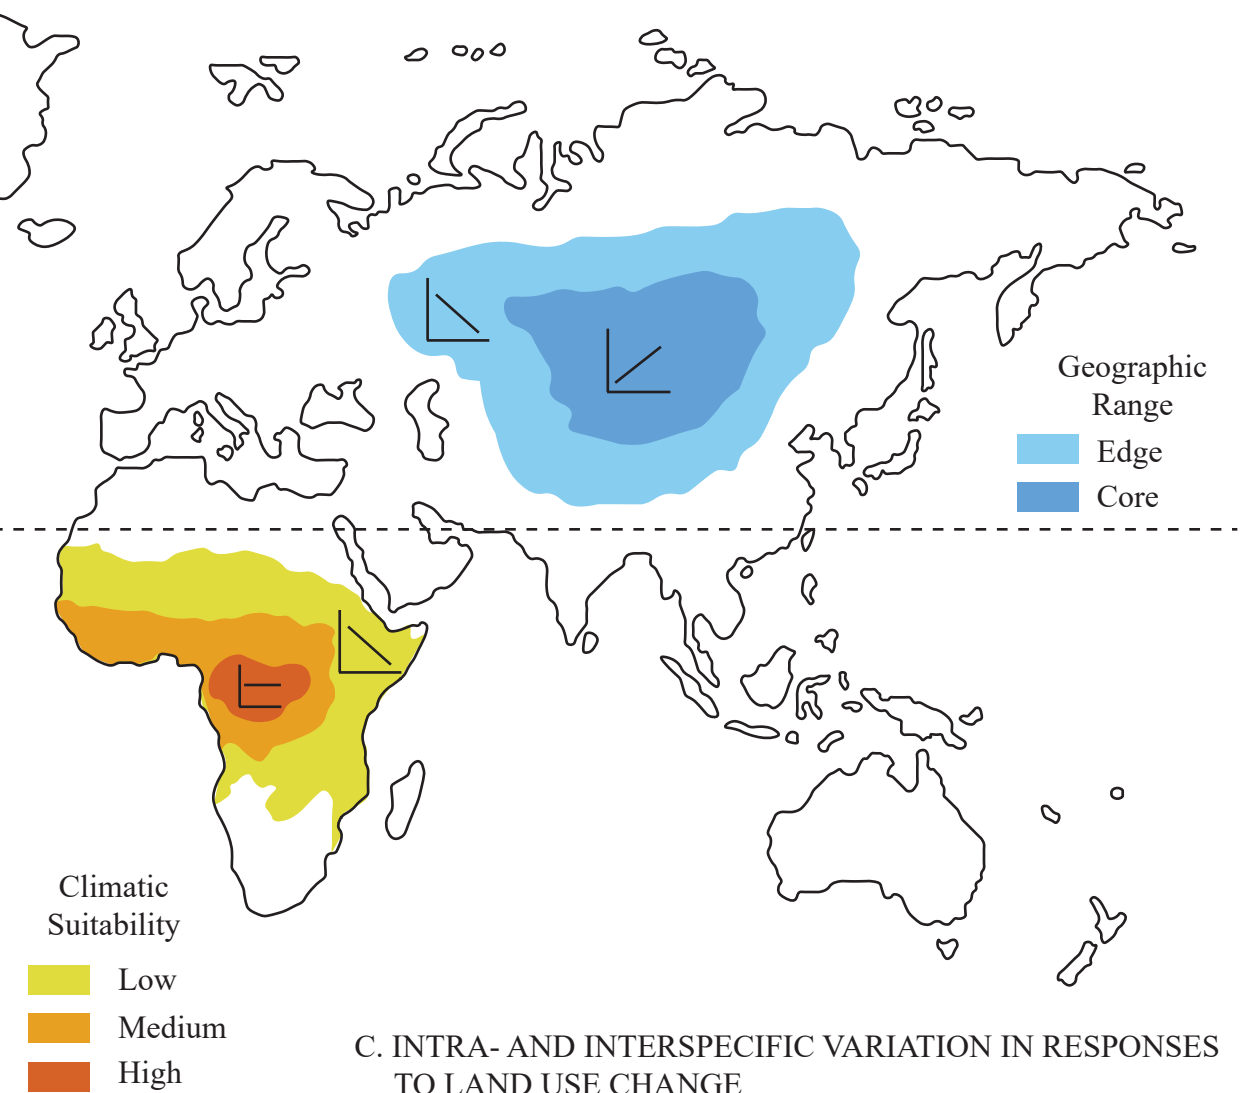 Geographic
Range
Edge
Core
Climatic
Suitability
Low
Medium
High
C. INTRA- AND INTERSPECIFIC VARIATION IN RESPONSES
TO LAND USE CHANGE